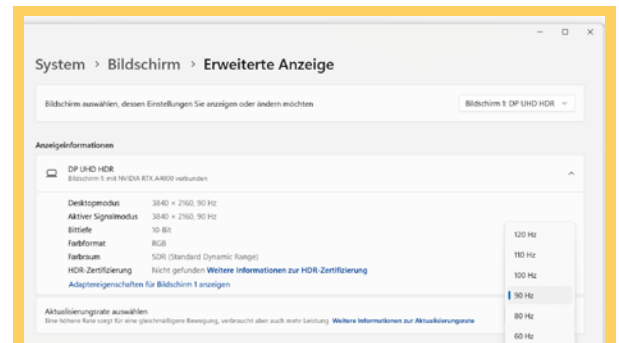 System > Bildschirm > Erweiterte Anzeige
Bildschirm auswählen, dessen Einstellungen Sie anzeigen oder ändern möchten
Bildschirm 1: DP UHD HDR
Anzeigeinformationen
DP UHD HDR
Bildschirm 1: mit NVIDIA RTX A4000 verbunden
Desktopmodus 3840 × 2160, 90 Hz
Aktiver Signalmodus 3840 × 2160, 90 Hz
Bittiefe 10-Bit
Farbformat RGB
Farbraum SDR (Standard Dynamic Range)
HDR-Zertifizierung Nicht gefunden Weitere Informationen zur HDR-Zertifizierung
Adaptereigenschaften für Bildschirm 1 anzeigen
120 Hz
110 Hz
100 Hz
90 Hz
80 Hz
60 Hz
Aktualisierungsrate auswählen
Eine höhere Rate sorgt für eine gleichmäßigere Bewegung, verbraucht aber auch mehr Leistung Weitere Informationen zur Aktualisierungsrate